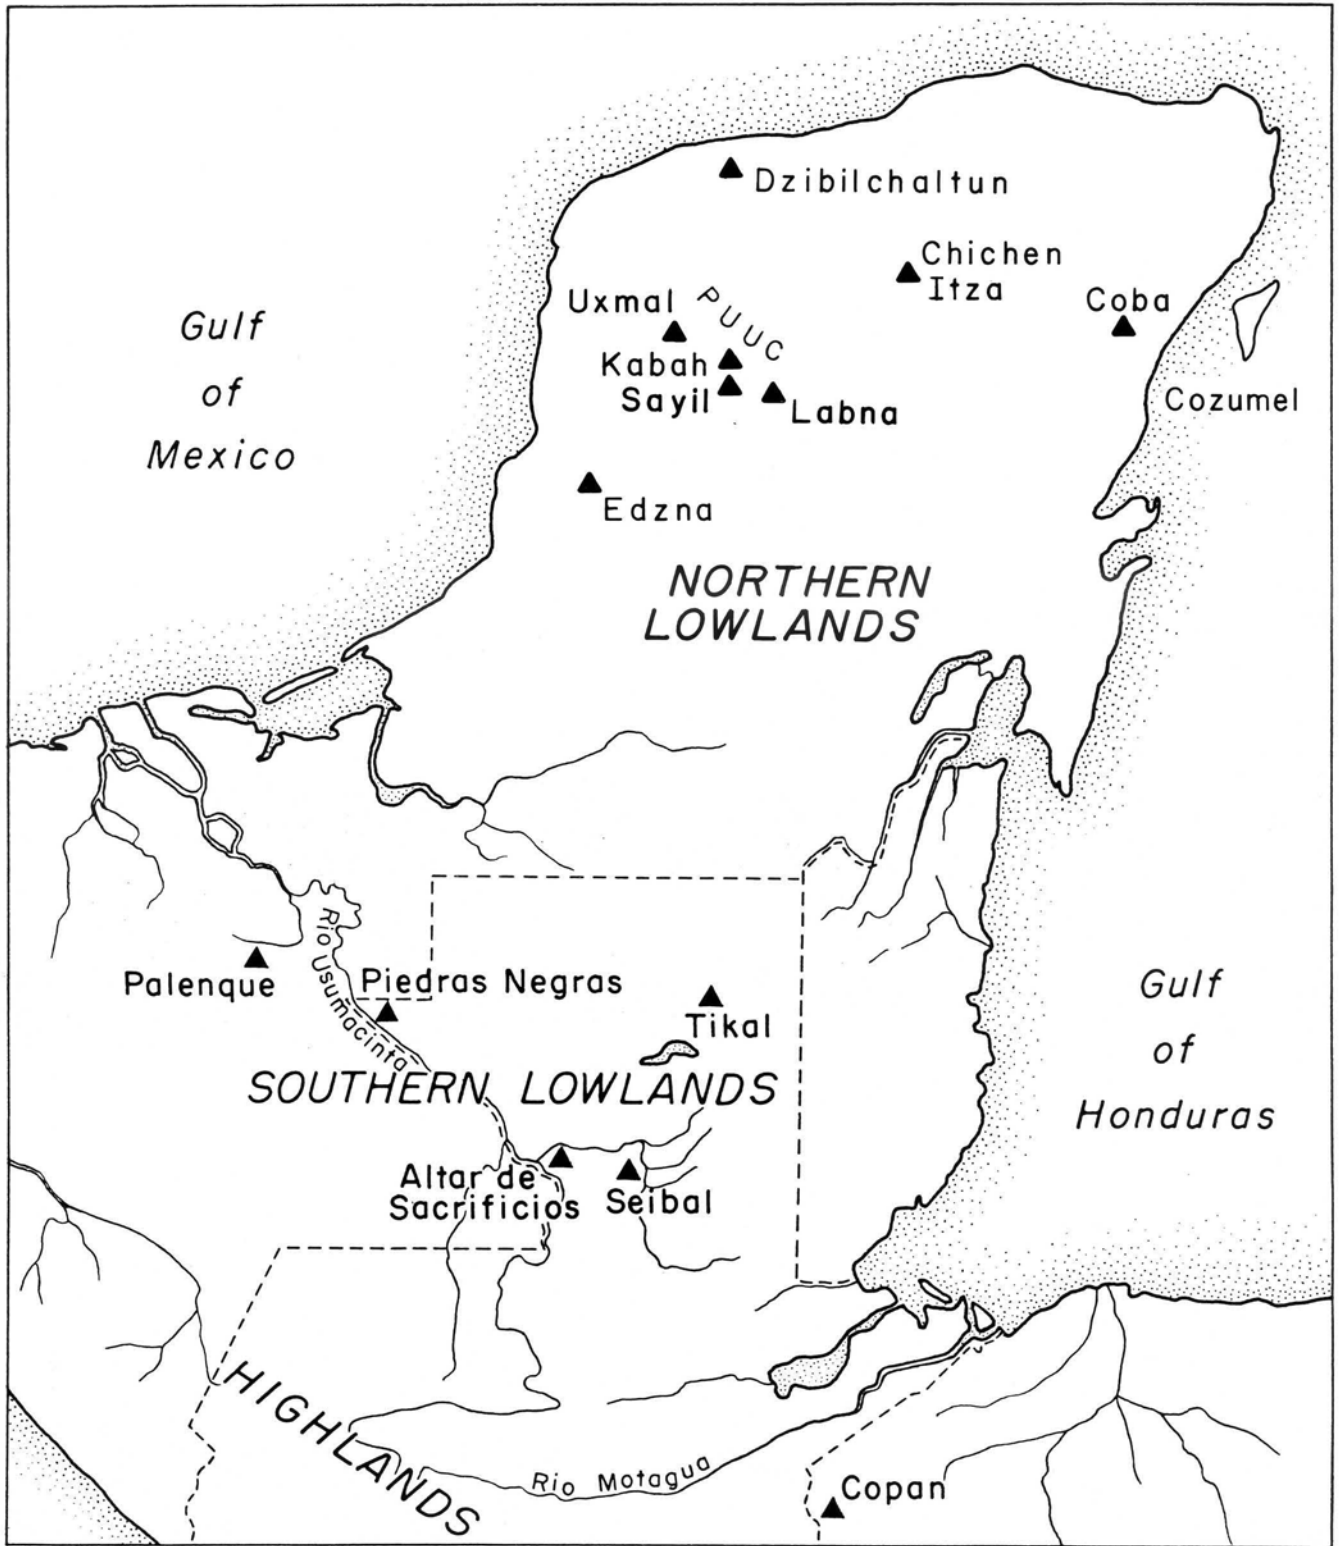 Dzibilchaltun
Chichen
Itza
Coba
Uxmal
PUUC
Gulf
of
Mexico
Kabah
Sayil
Labna
Cozumel
Edzna
NORTHERN
LOWLANDS
Rio Usumacinta
Palenque
Piedras Negras
Tikal
Gulf
of
Honduras
SOUTHERN LOWLANDS
Altar de
Sacrificios
Seibal
HIGHLANDS
Rio Motagua
Copan